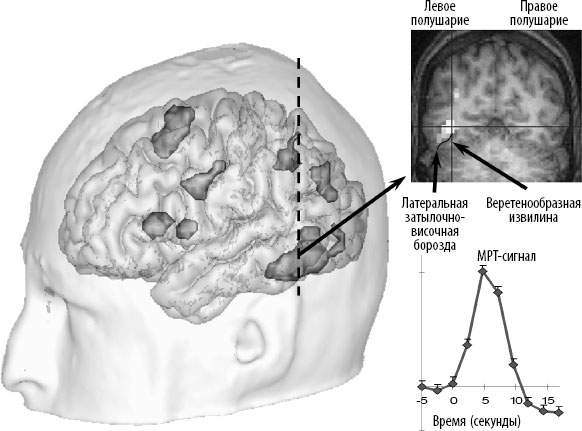 Левое
полушарие
Правое
полушарие
Латеральная
затылочно-
височная
борозда
Веретенообразная
извилина
МРТ-сигнал
-5 0 5 10 15
Время (секунды)